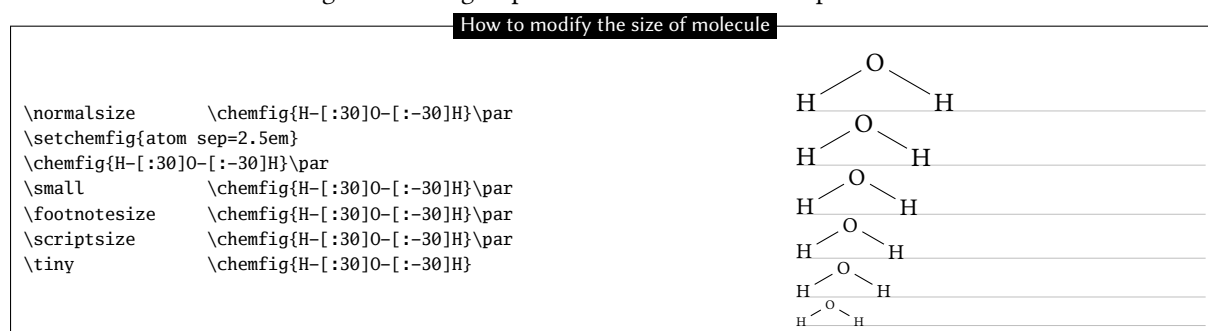 How to modify the size of molecule
\normalsize \chemfig{H-[:30]O-[:-30]H}\par
\setchemfig{atom sep=2.5em}
\chemfig{H-[:30]O-[:-30]H}\par
\small \chemfig{H-[:30]O-[:-30]H}\par
\footnotesize \chemfig{H-[:30]O-[:-30]H}\par
\scriptsize \chemfig{H-[:30]O-[:-30]H}\par
\tiny \chemfig{H-[:30]O-[:-30]H}
O
H H
O
H H
O
H H
O
H H
O
H H
O
H H